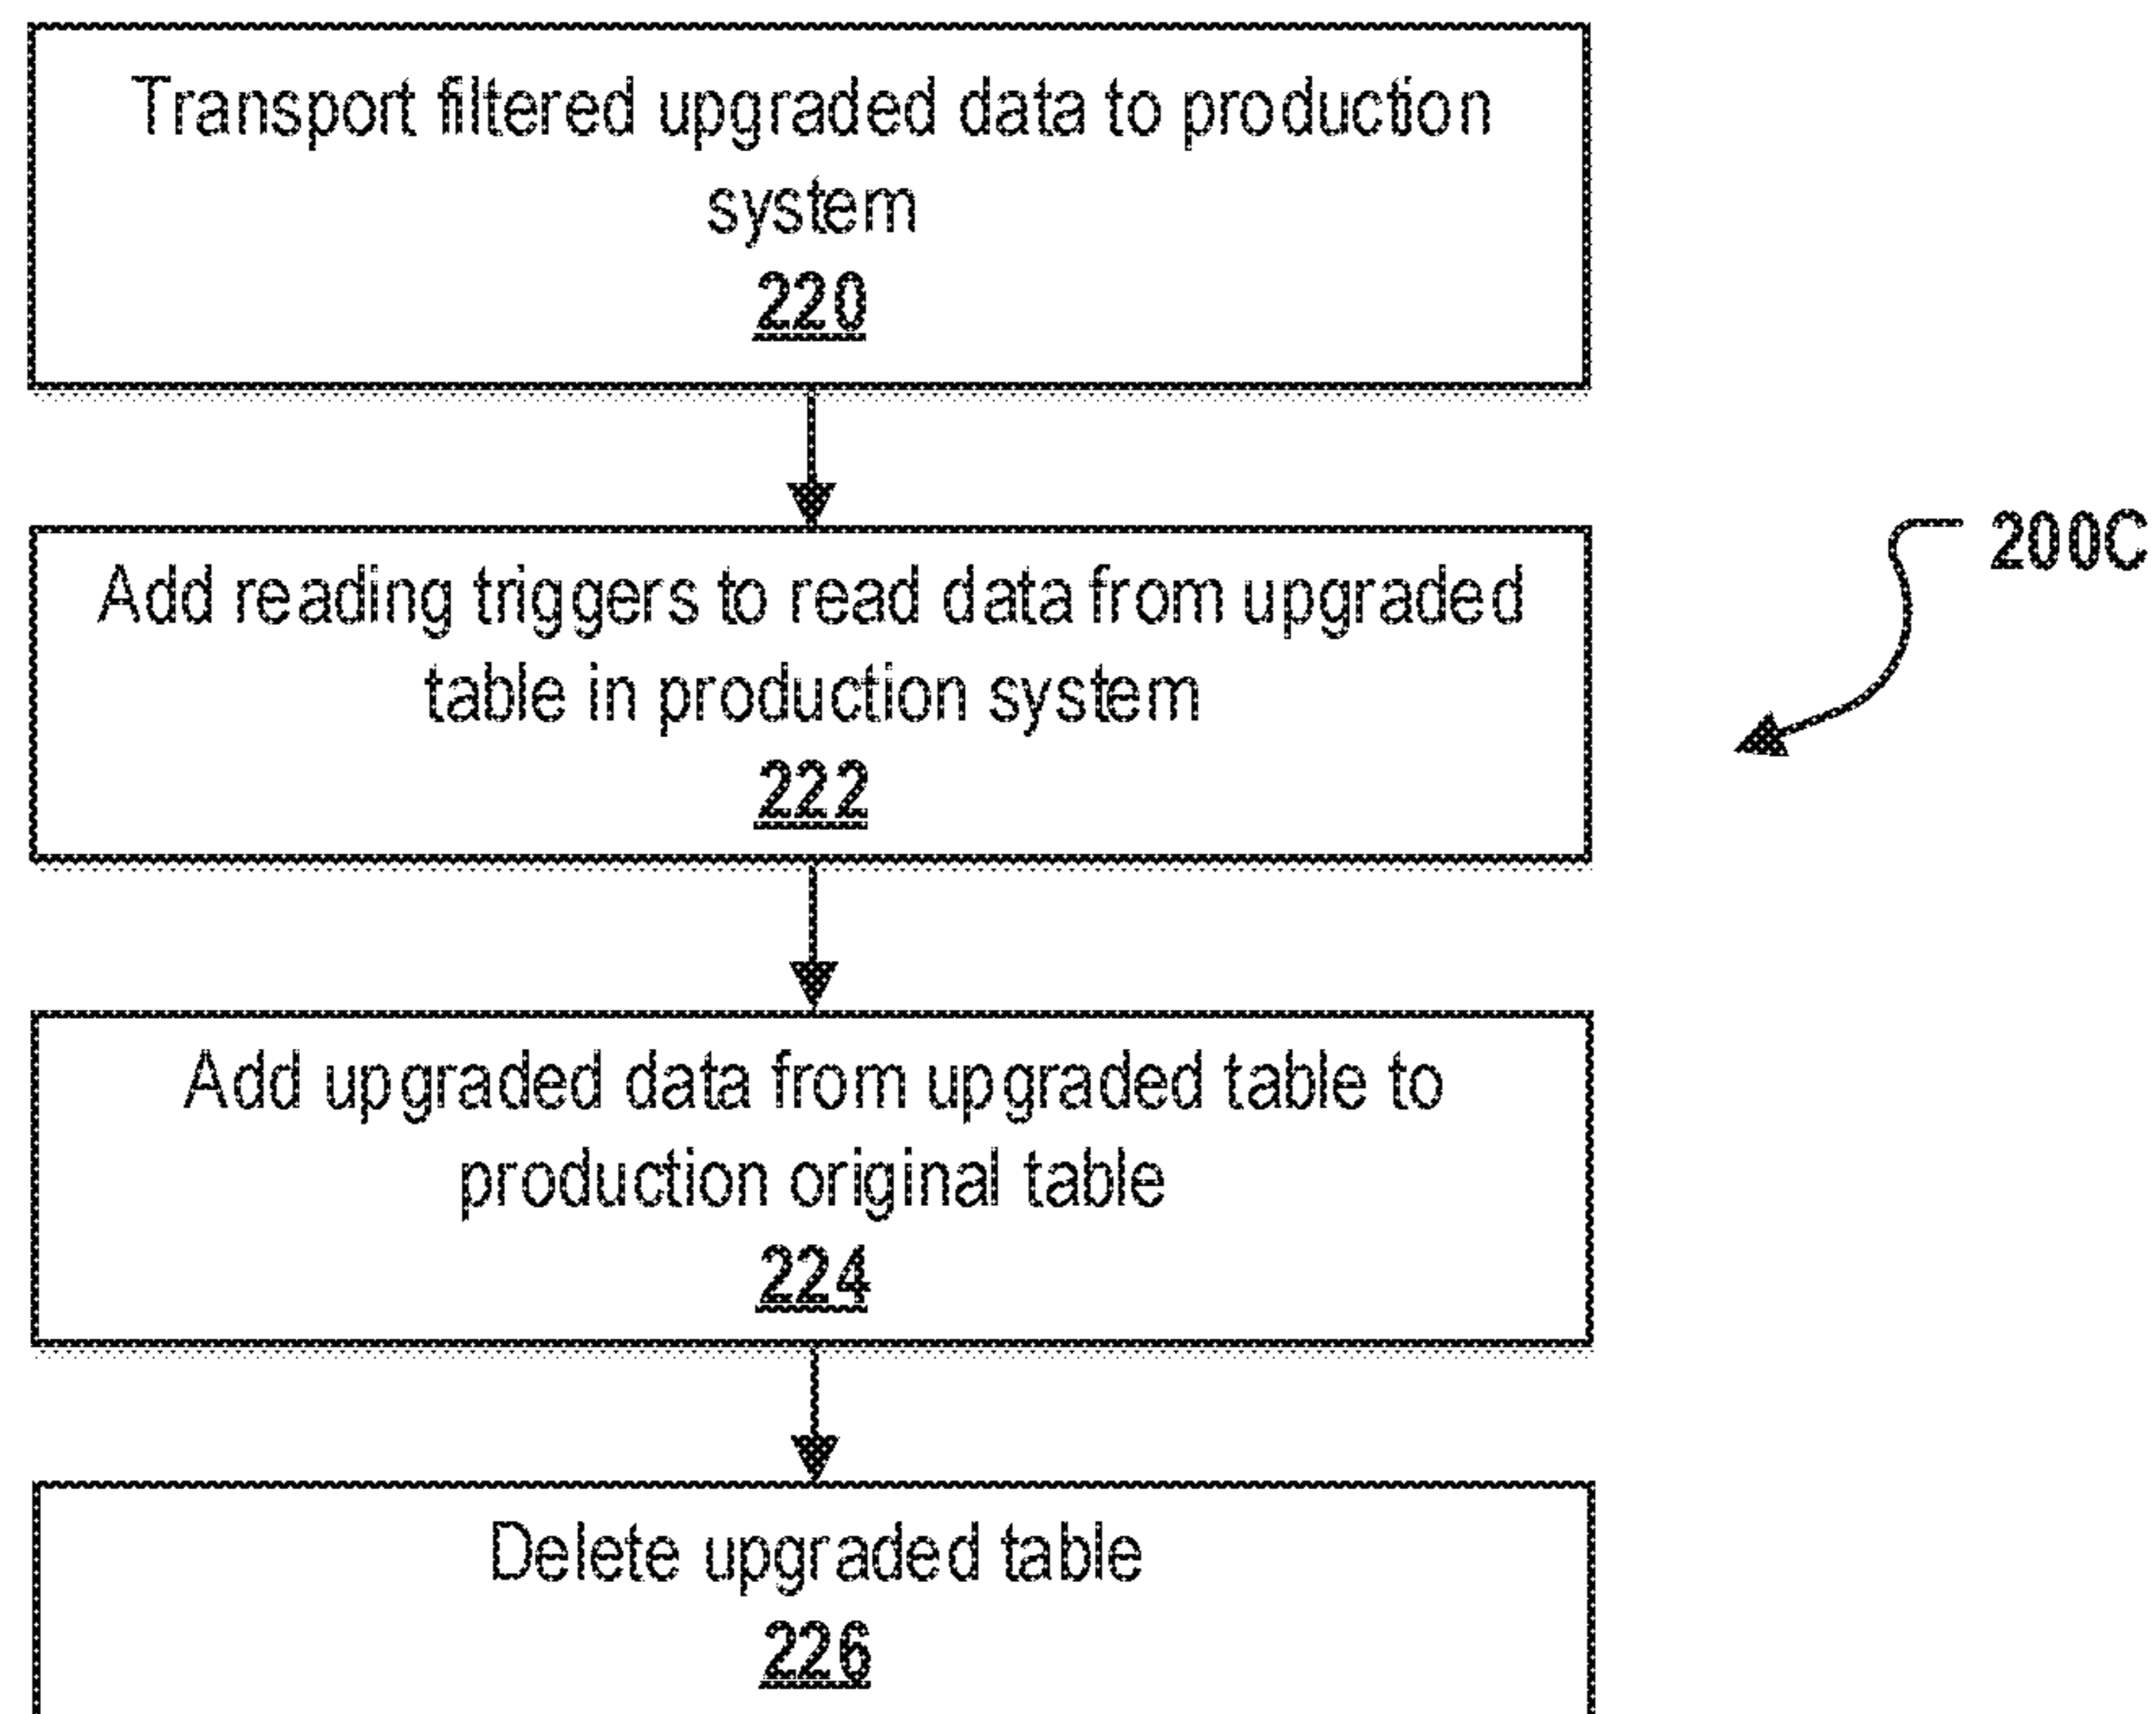 Transport filtered upgraded data to production
system
220
Add reading triggers to read data from upgraded
table in production system
222
200C
Add upgraded data from upgraded table to
production original table
224
Delete upgraded table
226